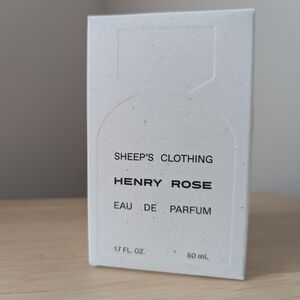 SHEEP'S CLOTHING
HENRY ROSE
EAU DE PARFUM
1.7 FL. OZ. 50 mL